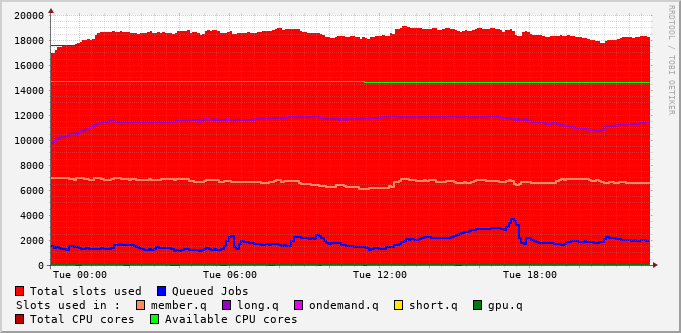 20000
18000
16000
14000
12000
10000
8000
6000
4000
2000
0
Tue 00:00 Tue 06:00 Tue 12:00 Tue 18:00
RRDTOOL / TOBI OETIKER
Total slots used Queued Jobs
Slots used in : member.q long.q ondemand.q short.q gpu.q
Total CPU cores Available CPU cores